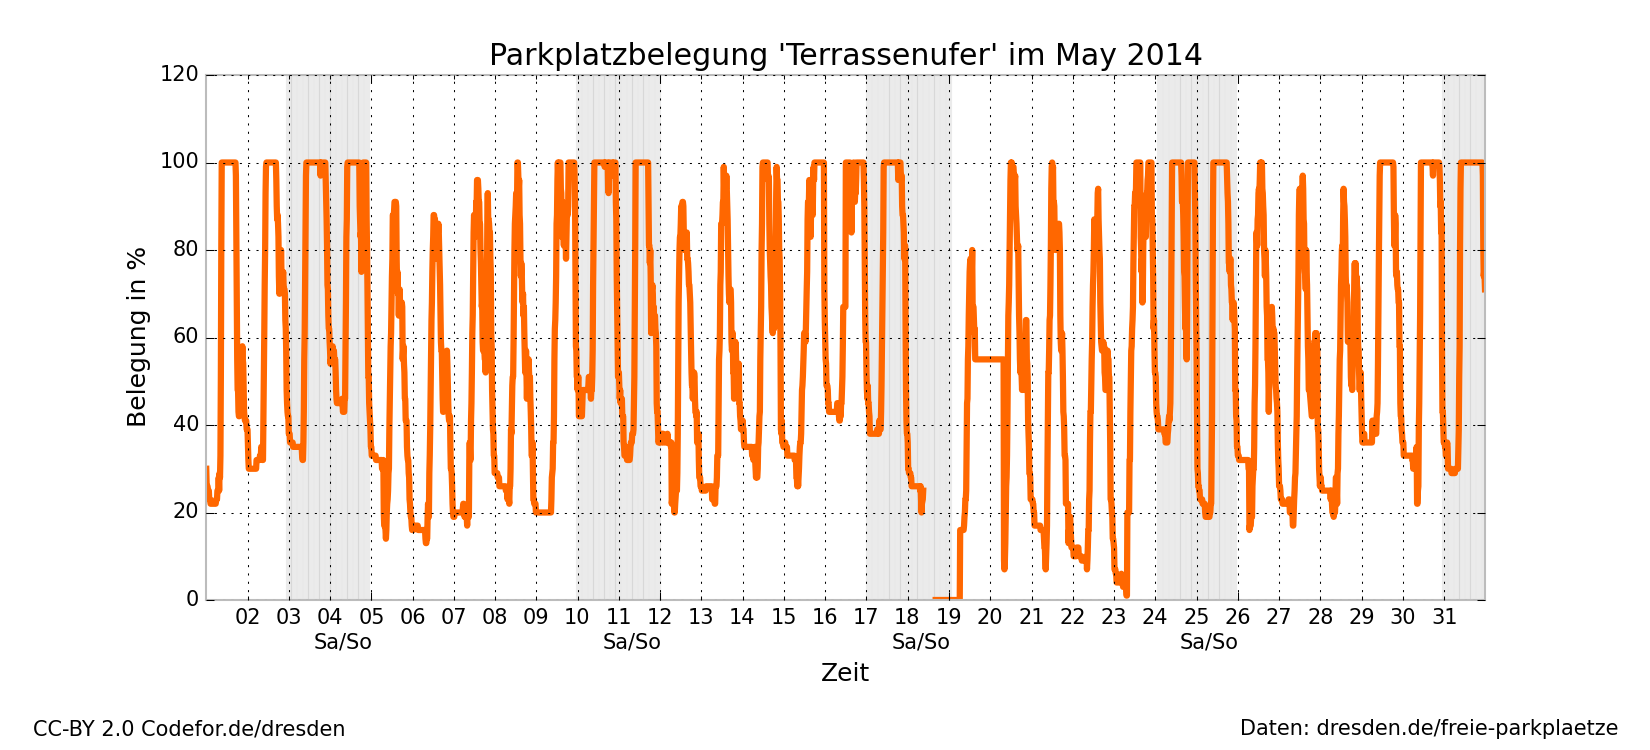 Parkplatzbelegung 'Terrassenufer' im May 2014
Belegung in %
120
100
80
60
40
20
0
02 03 04 05 06 07 08 09 10 11 12 13 14 15 16 17 18 19 20 21 22 23 24 25 26 27 28 29 30 31
Sa/So Sa/So Sa/So Sa/So
Zeit
CC-BY 2.0 Codefor.de/dresden
Daten: dresden.de/freie-parkplaetze